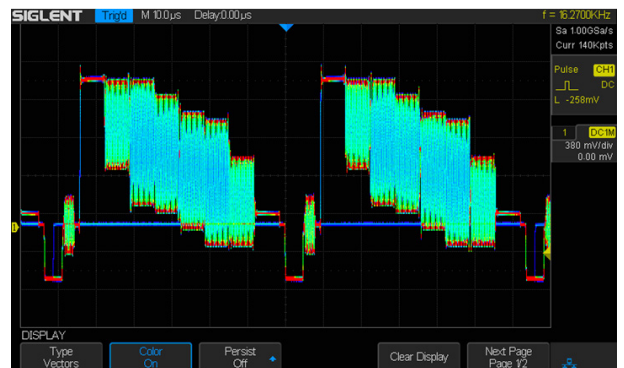 SIGLENT Trig'd M 10.0μs Delay:0.00μs f = 16.2700KHz
Sa 1.00GSa/s
Curr 140Kpts
Pulse CH1
DC
L -258mV
1 DC1M
380 mV/div
0.00 mV
1
DISPLAY
Type
Vectors
Color
On
Persist
Off
Clear Display
Next Page
Page 1/2